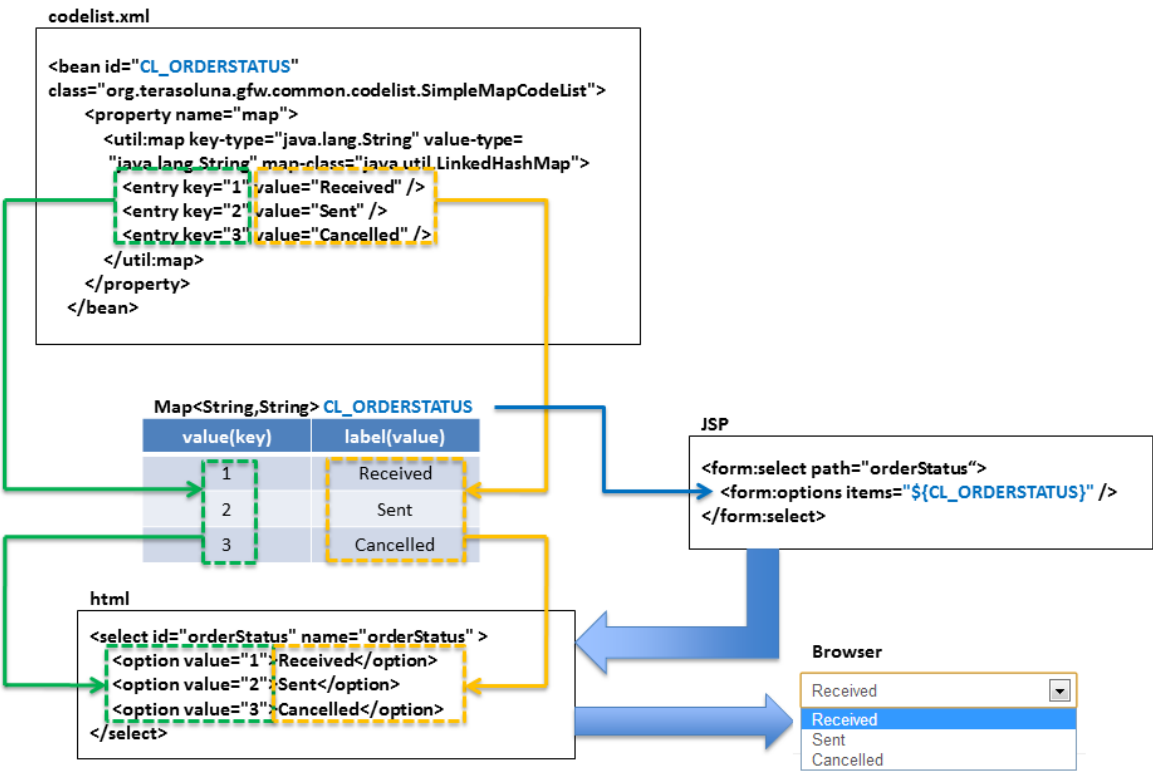 codelist.xml
<bean id="CL_ORDERSTATUS"
class="org.terasoluna.gfw.common.codelist.SimpleMapCodeList">
<property name="map">
<util:map key-type="java.lang.String" value-type=
"java.lang.String" map-class="java.util.LinkedHashMap">
<entry key="1" value="Received" />
<entry key="2" value="Sent" />
<entry key="3" value="Cancelled" />
</util:map>
</property>
</bean>
Map<String,String> CL_ORDERSTATUS
value(key) label(value)
1 Received
2 Sent
3 Cancelled
JSP
<form:select path="orderStatus“>
<form:options items="${CL_ORDERSTATUS}" />
</form:select>
html
<select id="orderStatus" name="orderStatus" >
<option value="1">Received</option>
<option value="2">Sent</option>
<option value="3">Cancelled</option>
</select>
Browser
Received
Received
Sent
Cancelled